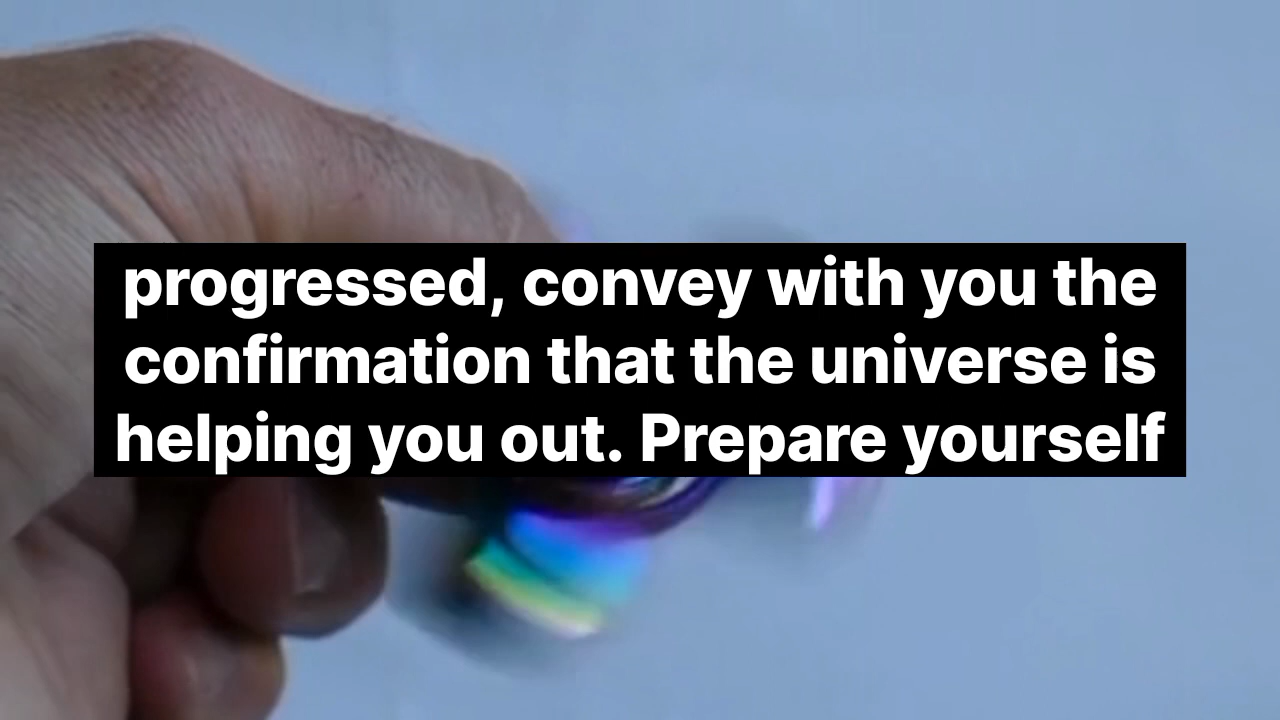 progressed, convey with you the
confirmation that the universe is
helping you out. Prepare yourself